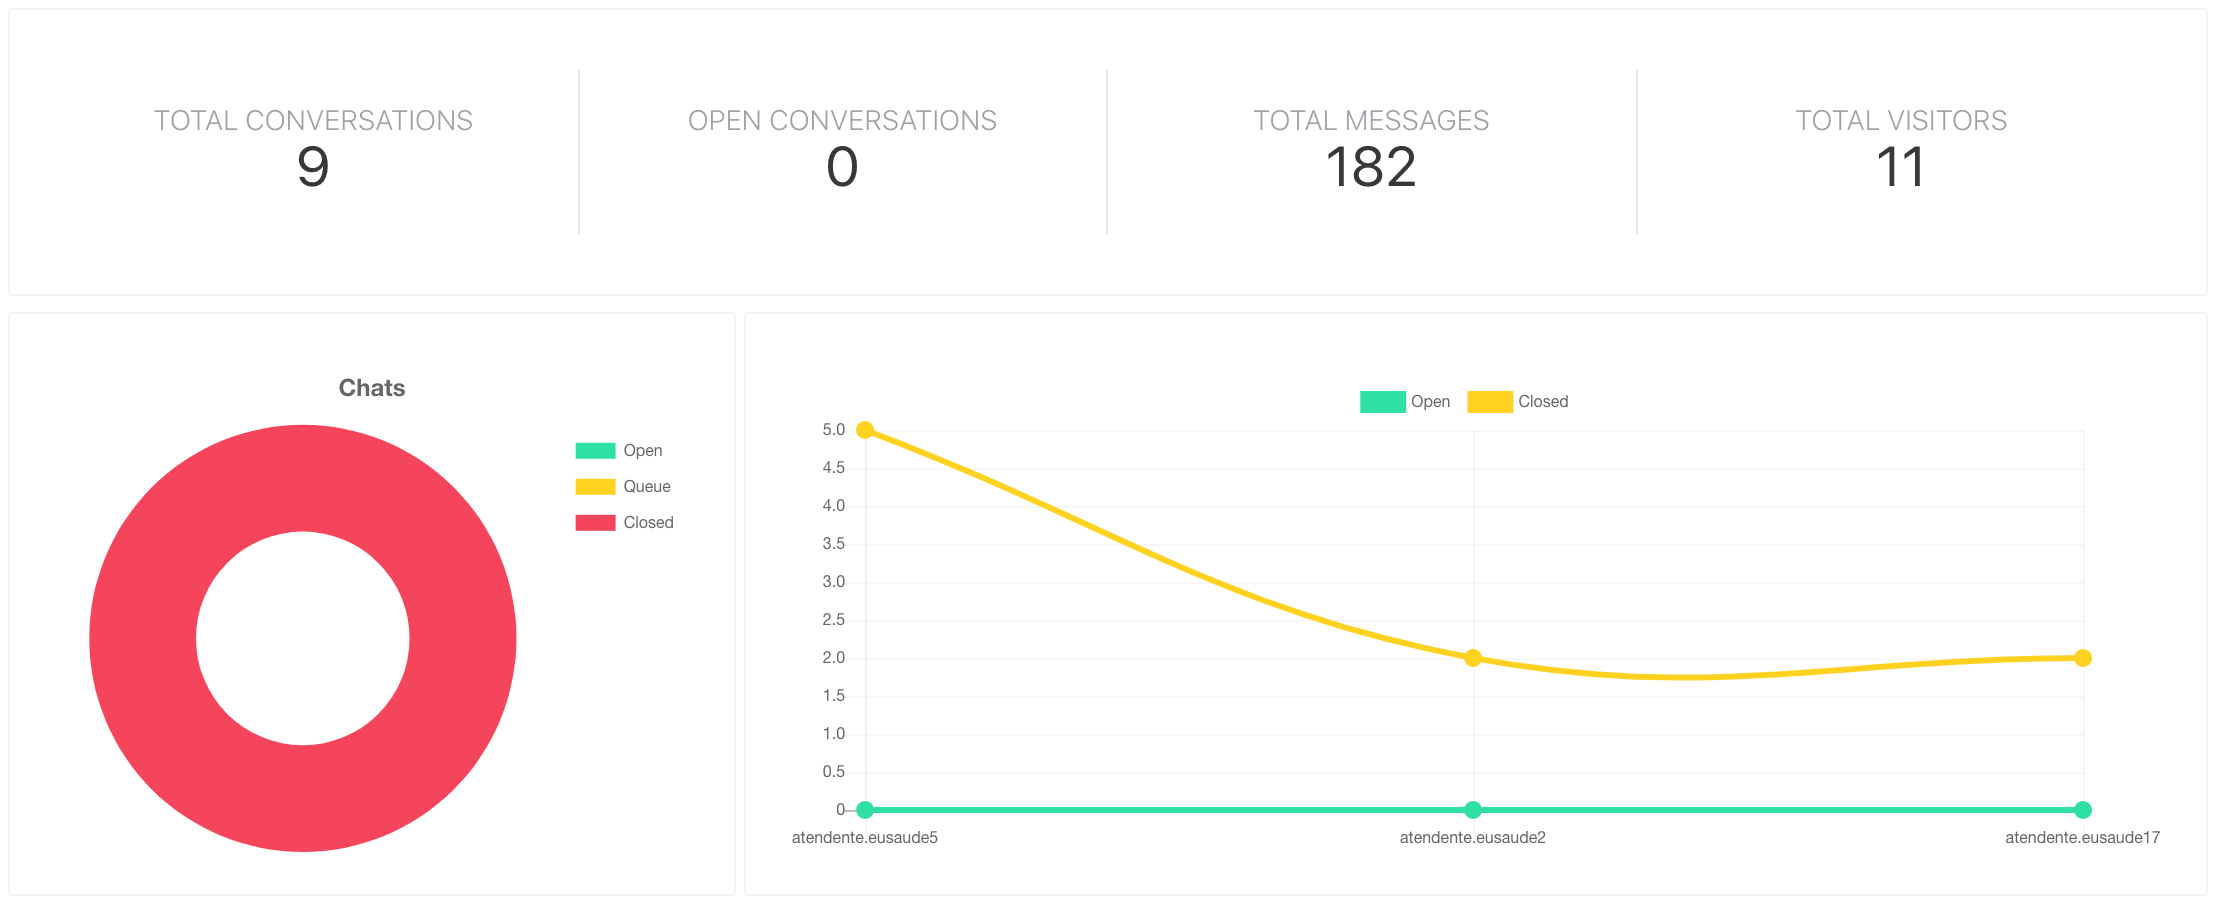 TOTAL CONVERSATIONS
9
OPEN CONVERSATIONS
0
TOTAL MESSAGES
182
TOTAL VISITORS
11
Chats
Open
Queue
Closed
Open Closed
5.0
4.5
4.0
3.5
3.0
2.5
2.0
1.5
1.0
0.5
0
atendente.eusaude5 atendente.eusaude2 atendente.eusaude17